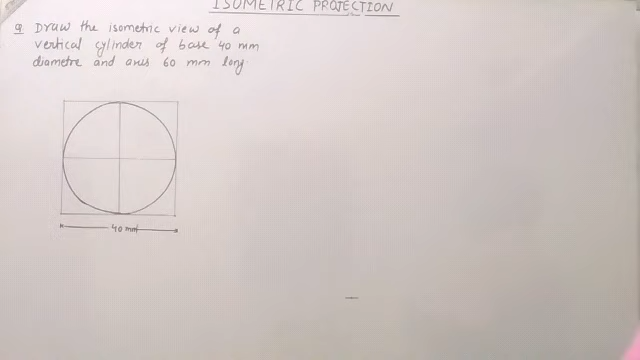 ISOMETRIC PROJECTION
Q Draw the isometric view of a
vertical cylinder of base 40 mm
diametre and axis 60 mm long
40 mm